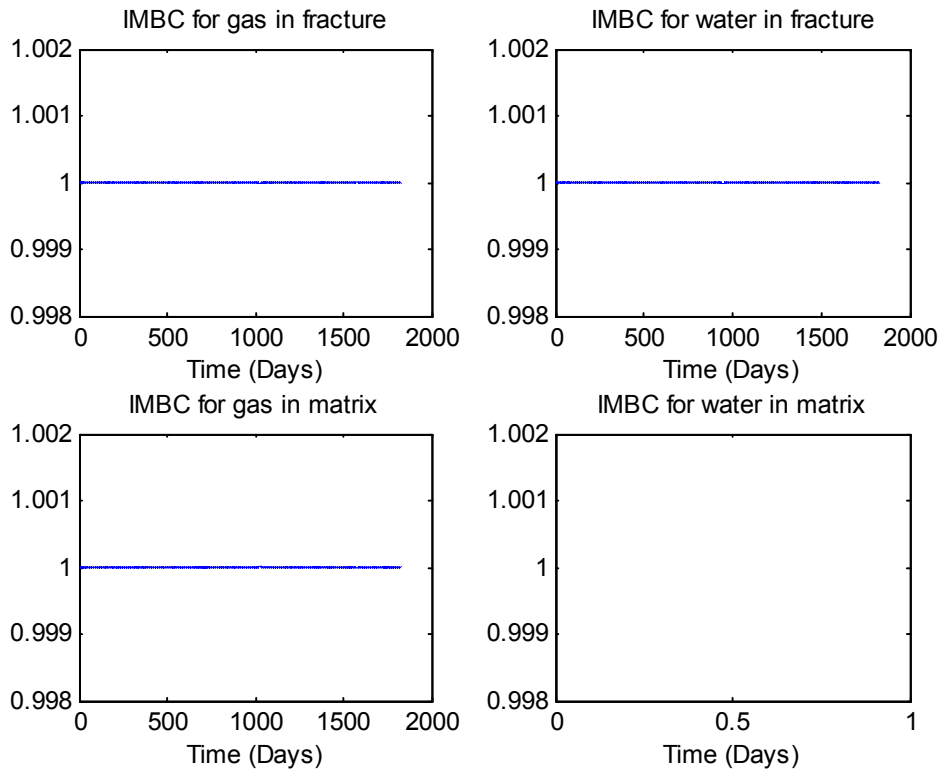 IMBC for gas in fracture
1.002
1.001
1
0.999
0.998
0 500 1000 1500 2000
Time (Days)
IMBC for water in fracture
1.002
1.001
1
0.999
0.998
0 500 1000 1500 2000
Time (Days)
IMBC for gas in matrix
1.002
1.001
1
0.999
0.998
0 500 1000 1500 2000
Time (Days)
IMBC for water in matrix
1.002
1.001
1
0.999
0.998
0 0.5 1
Time (Days)